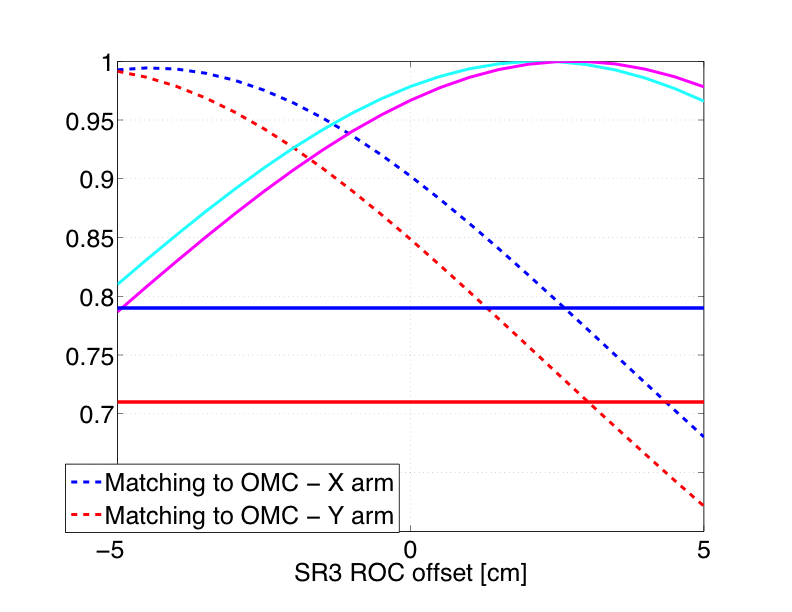 1
0.95
0.9
0.85
0.8
0.75
0.7
Matching to OMC − X arm
Matching to OMC − Y arm
−5 0 5
SR3 ROC offset [cm]